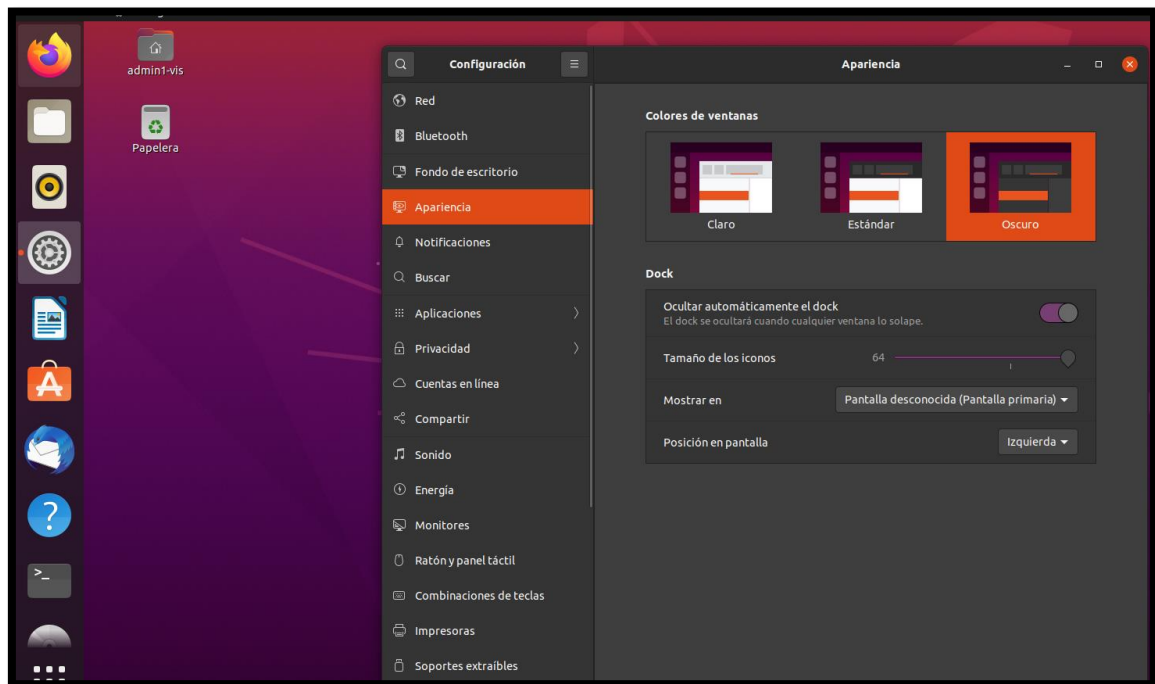 admin1-vis
Papelera
Configuración
Apariencia
Red
Bluetooth
Fondo de escritorio
Apariencia
Notificaciones
Buscar
Aplicaciones
Privacidad
Cuentas en línea
Compartir
Sonido
Energía
Monitores
Ratón y panel táctil
Combinaciones de teclas
Impresoras
Soportes extraíbles
Colores de ventanas
Claro
Estándar
Oscuro
Dock
Ocultar automáticamente el dock
El dock se ocultará cuando cualquier ventana lo solape.
Tamaño de los iconos
64
Mostrar en
Pantalla desconocida (Pantalla primaria)
Posición en pantalla
Izquierda